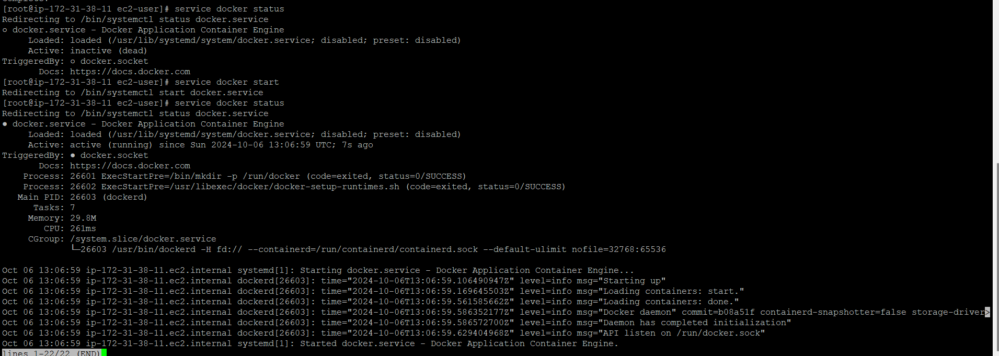 Complete.
[root@ip-172-31-38-11 ec2-user]# service docker status
Redirecting to /bin/systemctl status docker.service
○ docker.service - Docker Application Container Engine
     Loaded: loaded (/usr/lib/systemd/system/docker.service; disabled; preset: disabled)
     Active: inactive (dead)
TriggeredBy: ○ docker.socket
       Docs: https://docs.docker.com
[root@ip-172-31-38-11 ec2-user]# service docker start
Redirecting to /bin/systemctl start docker.service
[root@ip-172-31-38-11 ec2-user]# service docker status
Redirecting to /bin/systemctl status docker.service
● docker.service - Docker Application Container Engine
     Loaded: loaded (/usr/lib/systemd/system/docker.service; disabled; preset: disabled)
     Active: active (running) since Sun 2024-10-06 13:06:59 UTC; 7s ago
TriggeredBy: ● docker.socket
       Docs: https://docs.docker.com
    Process: 26601 ExecStartPre=/bin/mkdir -p /run/docker (code=exited, status=0/SUCCESS)
    Process: 26602 ExecStartPre=/usr/libexec/docker/docker-setup-runtimes.sh (code=exited, status=0/SUCCESS)
   Main PID: 26603 (dockerd)
      Tasks: 7
     Memory: 29.8M
        CPU: 261ms
     CGroup: /system.slice/docker.service
             └─26603 /usr/bin/dockerd -H fd:// --containerd=/run/containerd/containerd.sock --default-ulimit nofile=32768:65536
Oct 06 13:06:59 ip-172-31-38-11.ec2.internal systemd[1]: Starting docker.service - Docker Application Container Engine...
Oct 06 13:06:59 ip-172-31-38-11.ec2.internal dockerd[26603]: time="2024-10-06T13:06:59.106490947Z" level=info msg="Starting up"
Oct 06 13:06:59 ip-172-31-38-11.ec2.internal dockerd[26603]: time="2024-10-06T13:06:59.169645503Z" level=info msg="Loading containers: start."
Oct 06 13:06:59 ip-172-31-38-11.ec2.internal dockerd[26603]: time="2024-10-06T13:06:59.561585662Z" level=info msg="Loading containers: done."
Oct 06 13:06:59 ip-172-31-38-11.ec2.internal dockerd[26603]: time="2024-10-06T13:06:59.586352177Z" level=info msg="Docker daemon" commit=b08a51f containerd-snapshotter=false storage-driver>
Oct 06 13:06:59 ip-172-31-38-11.ec2.internal dockerd[26603]: time="2024-10-06T13:06:59.586572700Z" level=info msg="Daemon has completed initialization"
Oct 06 13:06:59 ip-172-31-38-11.ec2.internal dockerd[26603]: time="2024-10-06T13:06:59.629404968Z" level=info msg="API listen on /run/docker.sock"
Oct 06 13:06:59 ip-172-31-38-11.ec2.internal systemd[1]: Started docker.service - Docker Application Container Engine.
lines 1-22/22 (END)